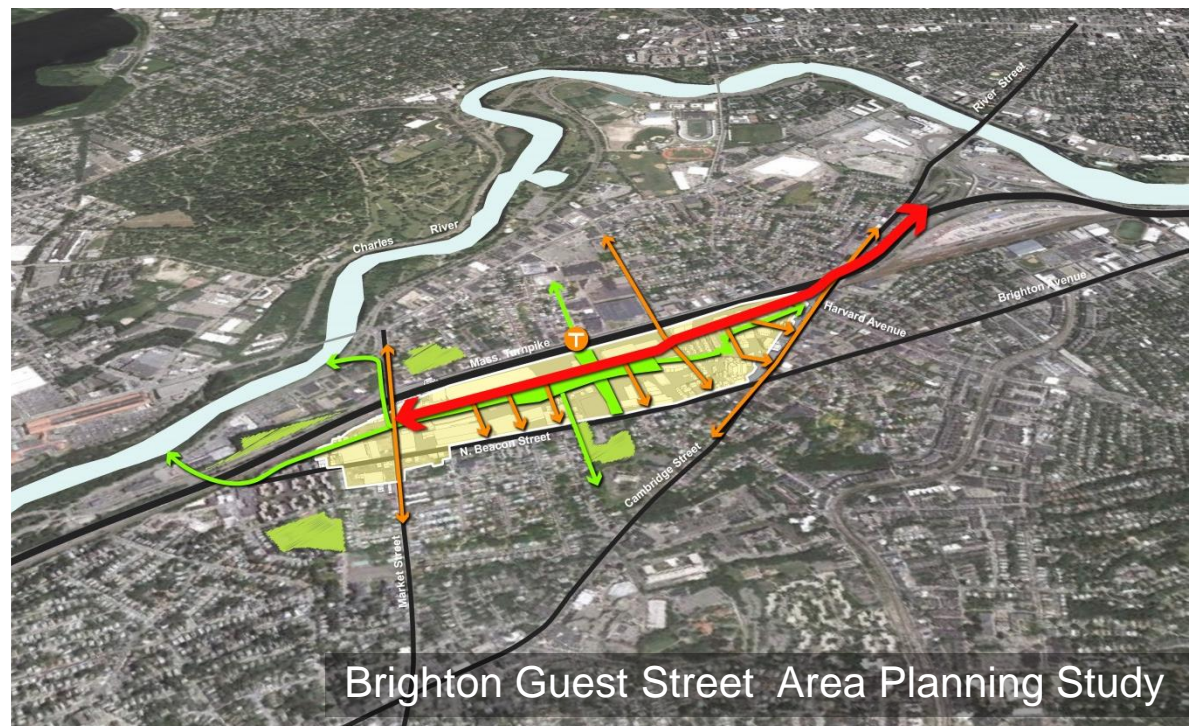 River Street
Charles River
Brighton Avenue
Harvard Avenue
Mass. Turnpike
T
N. Beacon Street
Cambridge Street
Market Street
Brighton Guest Street Area Planning Study